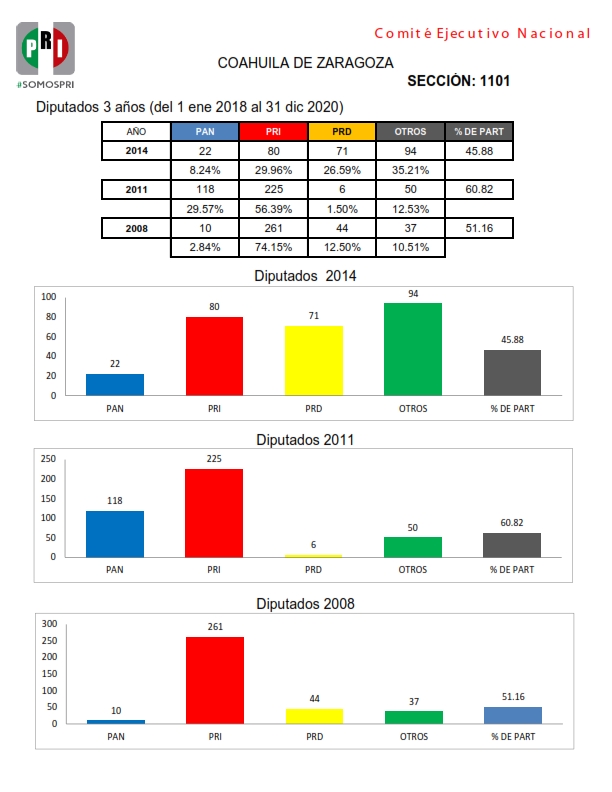 PRI
Comité Ejecutivo Nacional
#SOMOSPRI
COAHUILA DE ZARAGOZA
SECCIÓN: 1101
Diputados 3 años (del 1 ene 2018 al 31 dic 2020)
AÑO PAN PRI PRD OTROS % DE PART
2014 22 80 71 94 45.88
8.24% 29.96% 26.59% 35.21%
2011 118 225 6 50 60.82
29.57% 56.39% 1.50% 12.53%
2008 10 261 44 37 51.16
2.84% 74.15% 12.50% 10.51%
Diputados 2014
100
80
60
40
20
0
22 80 71 94 45.88
PAN PRI PRD OTROS % DE PART
Diputados 2011
250
200
150
100
50
0
118 225 6 50 60.82
PAN PRI PRD OTROS % DE PART
Diputados 2008
300
250
200
150
100
50
0
10 261 44 37 51.16
PAN PRI PRD OTROS % DE PART